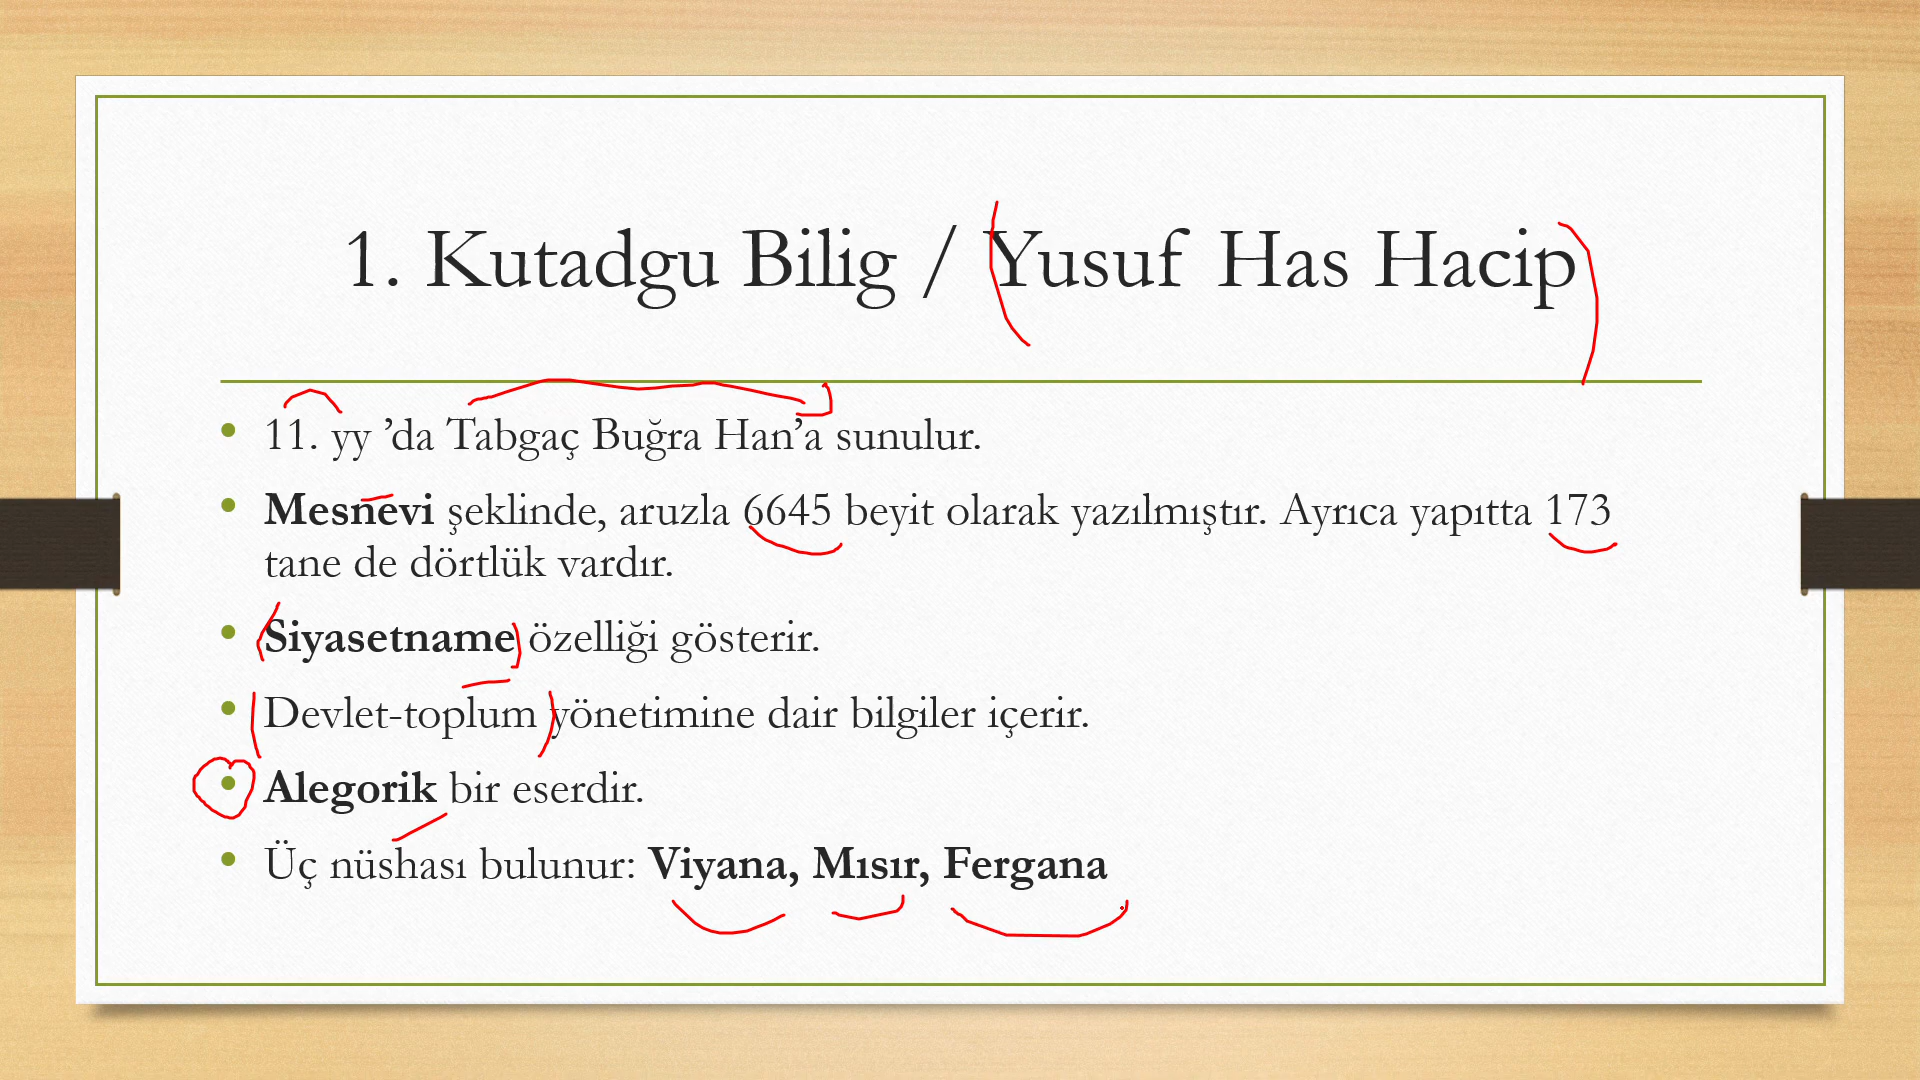 1. Kutadgu Bilig / Yusuf Has Hacip
• 11. yy ’da Tabgaç Buğra Han’a sunulur.
• Mesnevi şeklinde, aruzla 6645 beyit olarak yazılmıştır. Ayrıca yapıtta 173
tane de dörtlük vardır.
• Siyasetname özelliği gösterir.
• Devlet-toplum yönetimine dair bilgiler içerir.
• Alegorik bir eserdir.
• Üç nüshası bulunur: Viyana, Mısır, Fergana